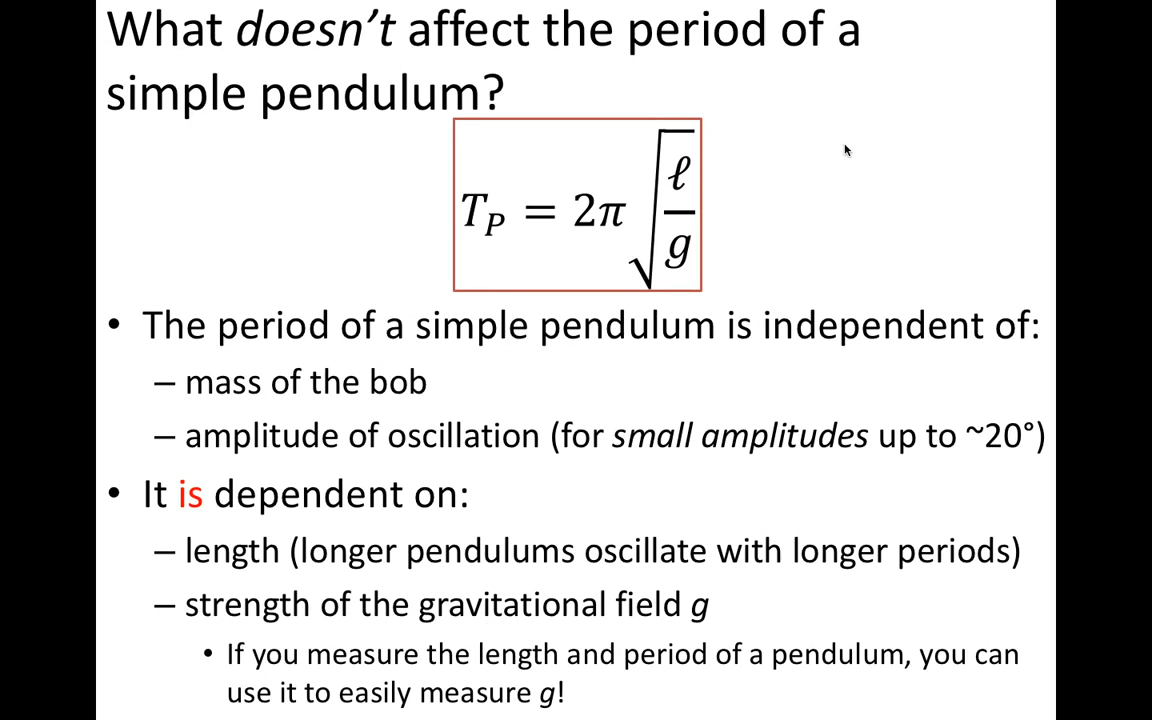 What doesn’t affect the period of a
simple pendulum?
T_P = 2π √(ℓ/g)
• The period of a simple pendulum is independent of:
– mass of the bob
– amplitude of oscillation (for small amplitudes up to ~20°)
• It is dependent on:
– length (longer pendulums oscillate with longer periods)
– strength of the gravitational field g
• If you measure the length and period of a pendulum, you can
use it to easily measure g!